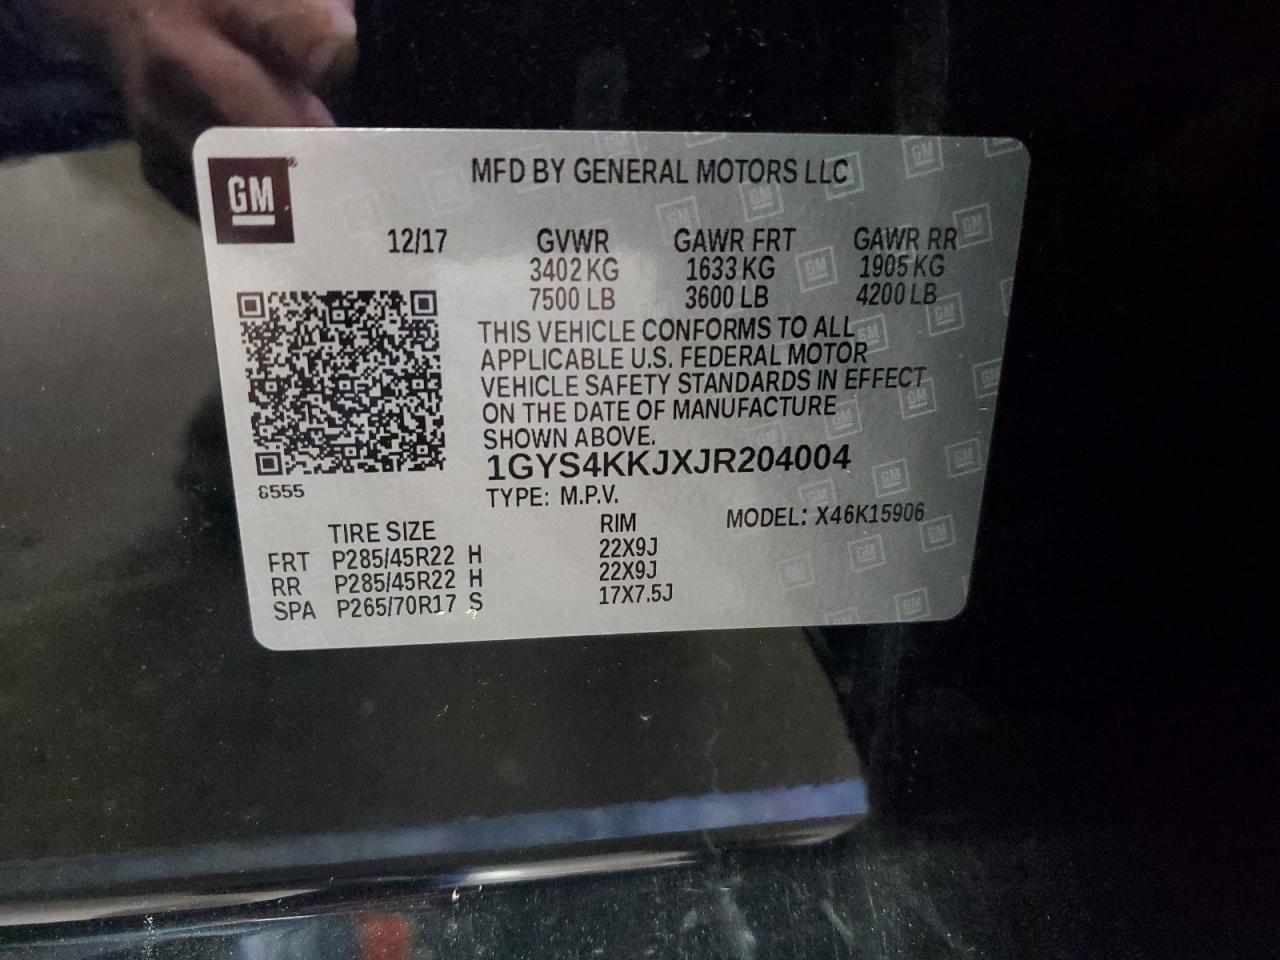 GM
MFD BY GENERAL MOTORS LLC
12/17 GVWR GAWR FRT GAWR RR
3402 KG 1633 KG 1905 KG
7500 LB 3600 LB 4200 LB
THIS VEHICLE CONFORMS TO ALL
APPLICABLE U.S. FEDERAL MOTOR
VEHICLE SAFETY STANDARDS IN EFFECT
ON THE DATE OF MANUFACTURE
SHOWN ABOVE.
1GYS4KKJXJR204004
6555
TYPE: M.P.V.
MODEL: X46K15906
TIRE SIZE RIM
FRT P285/45R22 H 22X9J
RR P285/45R22 H 22X9J
SPA P265/70R17 S 17X7.5J